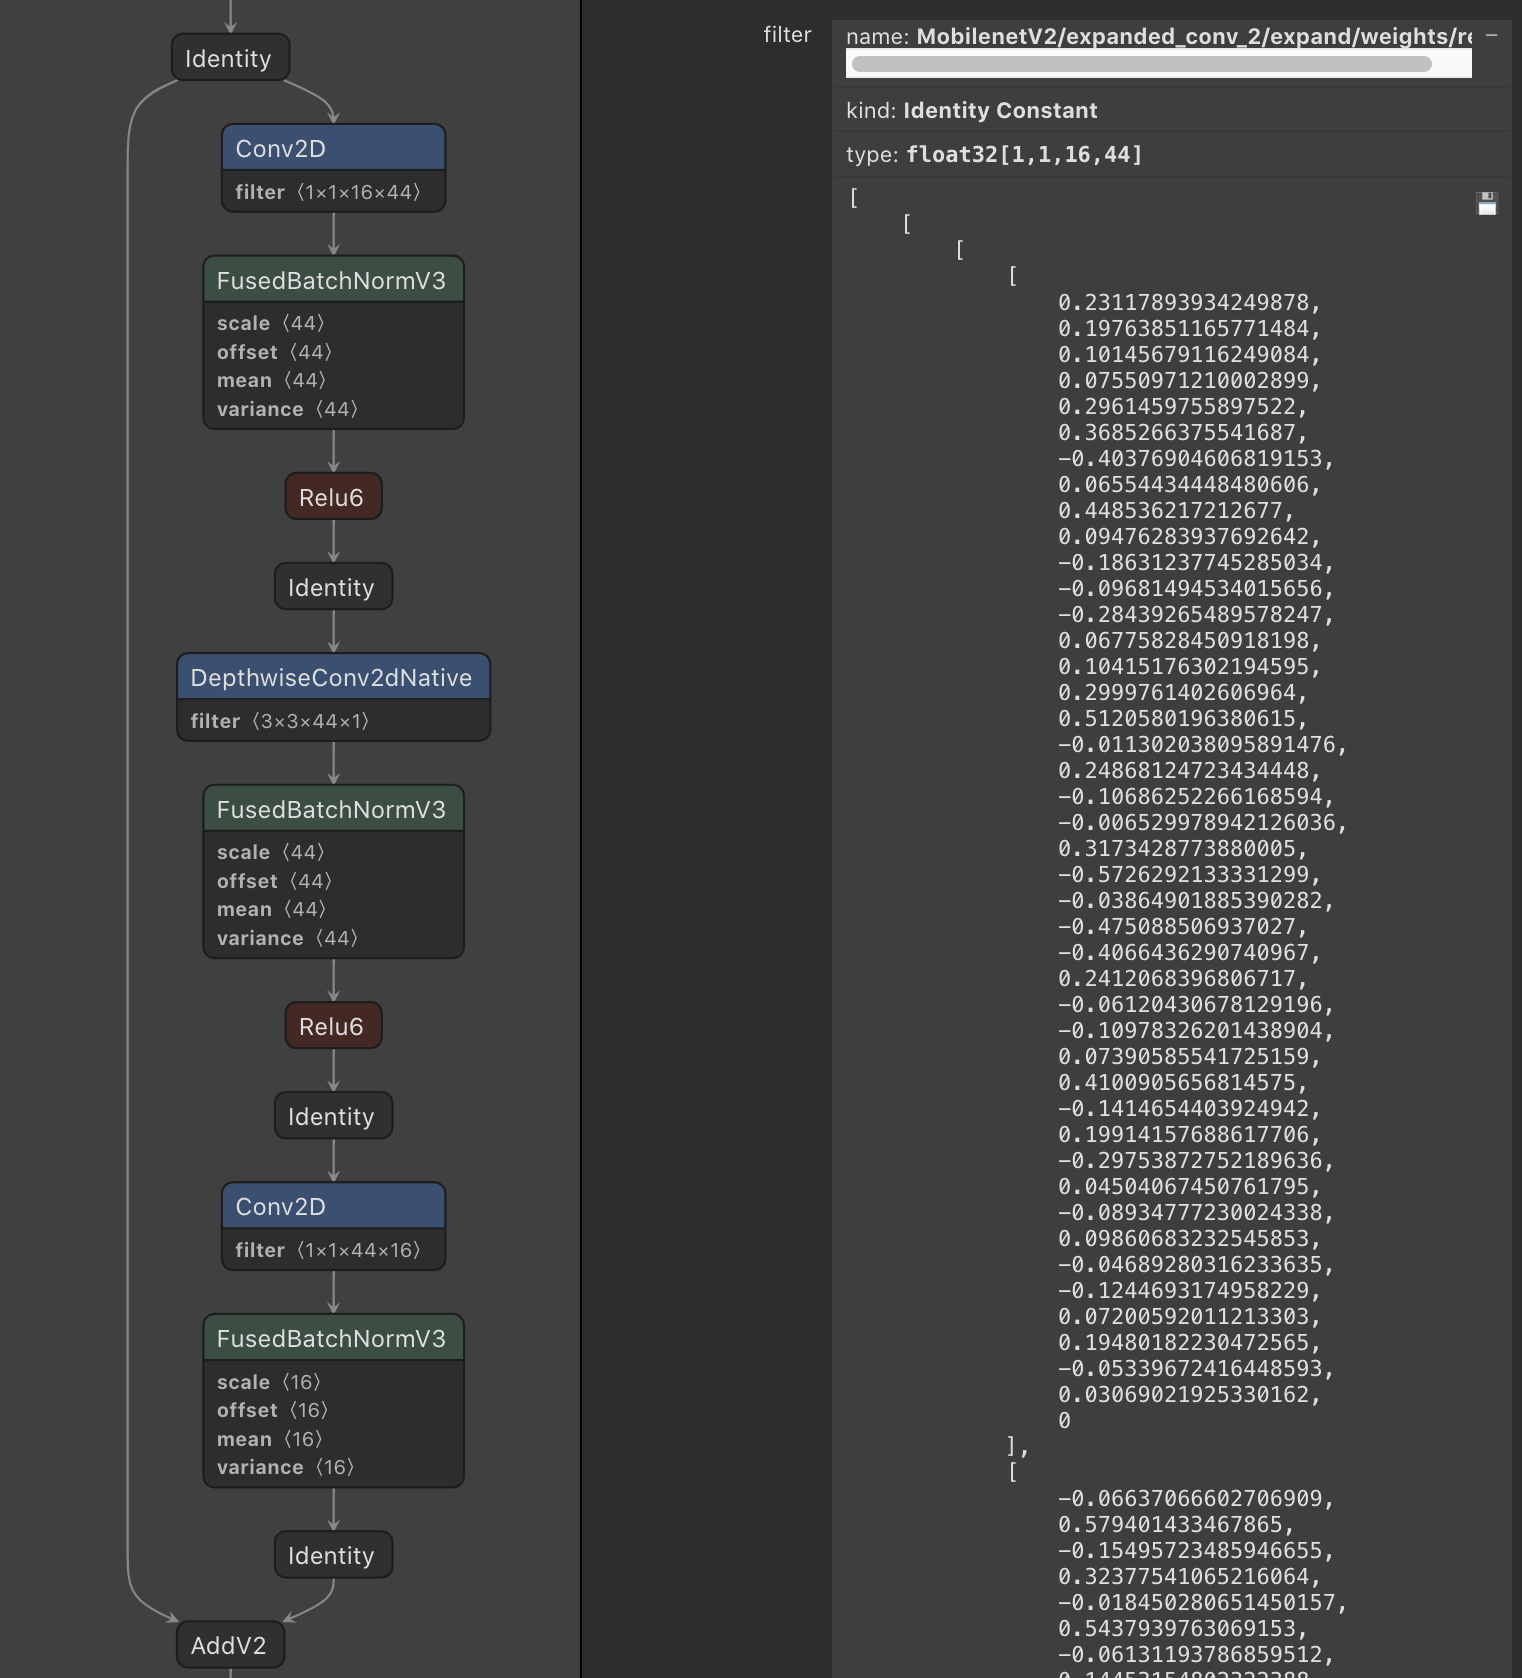 Identity
Conv2D
filter ⟨1×1×16×44⟩
FusedBatchNormV3
scale ⟨44⟩
offset ⟨44⟩
mean ⟨44⟩
variance ⟨44⟩
Relu6
Identity
DepthwiseConv2dNative
filter ⟨3×3×44×1⟩
FusedBatchNormV3
scale ⟨44⟩
offset ⟨44⟩
mean ⟨44⟩
variance ⟨44⟩
Relu6
Identity
Conv2D
filter ⟨1×1×44×16⟩
FusedBatchNormV3
scale ⟨16⟩
offset ⟨16⟩
mean ⟨16⟩
variance ⟨16⟩
Identity
AddV2
filter
name: MobilenetV2/expanded_conv_2/expand/weights/re
–
kind: Identity Constant
type: float32[1,1,16,44]
[
[
[
[
0.23117893934249878,
0.19763851165771484,
0.10145679116249084,
0.07550971210002899,
0.2961459755897522,
0.3685266375541687,
-0.40376904606819153,
0.06554434448480606,
0.448536217212677,
0.09476283937692642,
-0.18631237745285034,
-0.09681494534015656,
-0.28439265489578247,
0.06775828450918198,
0.10415176302194595,
0.2999761402606964,
0.5120580196380615,
-0.011302038095891476,
0.24868124723434448,
-0.10686252266168594,
-0.006529978942126036,
0.3173428773880005,
-0.5726292133331299,
-0.03864901885390282,
-0.475088506937027,
-0.4066436290740967,
0.2412068396806717,
-0.06120430678129196,
-0.10978326201438904,
0.07390585541725159,
0.4100905656814575,
-0.1414654403924942,
0.19914157688617706,
-0.29753872752189636,
0.04504067450761795,
-0.08934777230024338,
0.09860683232545853,
-0.04689280316233635,
-0.1244693174958229,
0.07200592011213303,
0.19480182230472565,
-0.05339672416448593,
0.03069021925330162,
0
],
[
-0.06637066602706909,
0.579401433467865,
-0.15495723485946655,
0.32377541065216064,
-0.018450280651450157,
0.5437939763069153,
-0.06131193786859512,